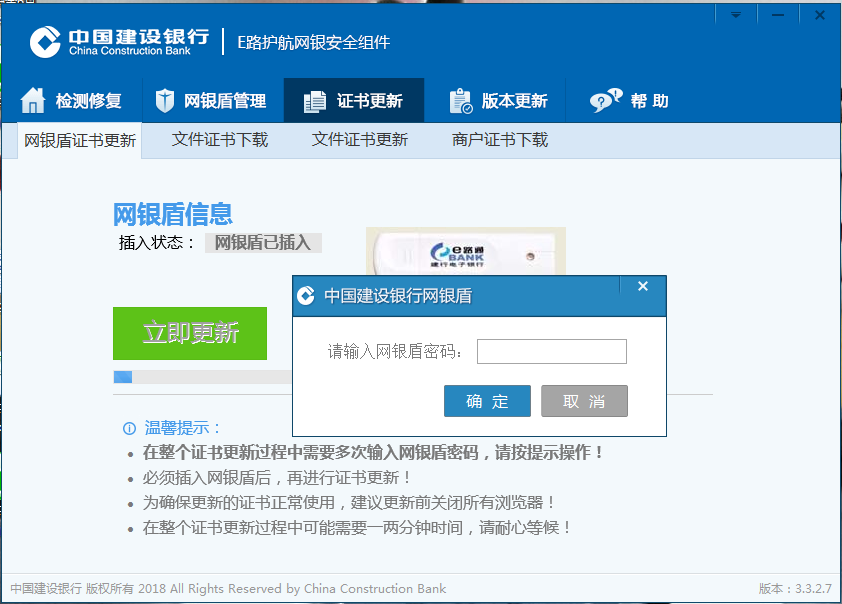 中国建设银行
China Construction Bank
E路护航网银安全组件
检测修复 网银盾管理 证书更新 版本更新 帮 助
网银盾证书更新 文件证书下载 文件证书更新 商户证书下载
网银盾信息
插入状态： 网银盾已插入
e路通
BANK
建行电子银行
中国建设银行网银盾
请输入网银盾密码：
确 定 取 消
立即更新
温馨提示：
在整个证书更新过程中需要多次输入网银盾密码，请按提示操作！
必须插入网银盾后，再进行证书更新！
为确保更新的证书正常使用，建议更新前关闭所有浏览器！
在整个证书更新过程中可能需要一两分钟时间，请耐心等候！
中国建设银行 版权所有 2018 All Rights Reserved by China Construction Bank 版本：3.3.2.7